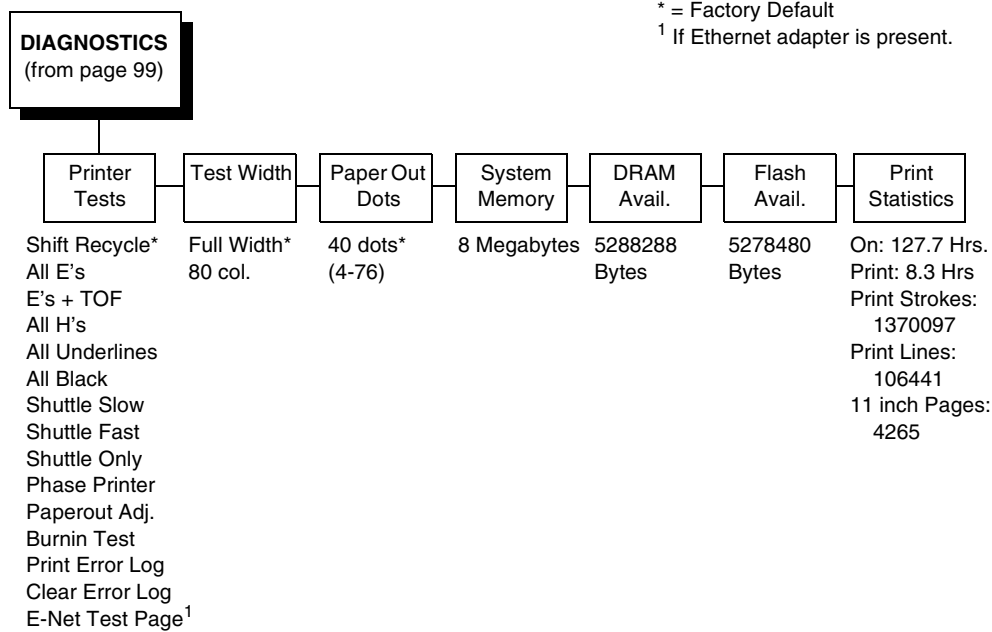 * = Factory Default
1 If Ethernet adapter is present.
DIAGNOSTICS
(from page 99)
Printer
Tests
Shift Recycle*
All E's
E's + TOF
All H's
All Underlines
All Black
Shuttle Slow
Shuttle Fast
Shuttle Only
Phase Printer
Paperout Adj.
Burnin Test
Print Error Log
Clear Error Log
E-Net Test Page1
Test Width
Full Width*
80 col.
Paper Out
Dots
40 dots*
(4-76)
System
Memory
8 Megabytes
DRAM
Avail.
5288288
Bytes
Flash
Avail.
5278480
Bytes
Print
Statistics
On: 127.7 Hrs.
Print: 8.3 Hrs
Print Strokes:
1370097
Print Lines:
106441
11 inch Pages:
4265